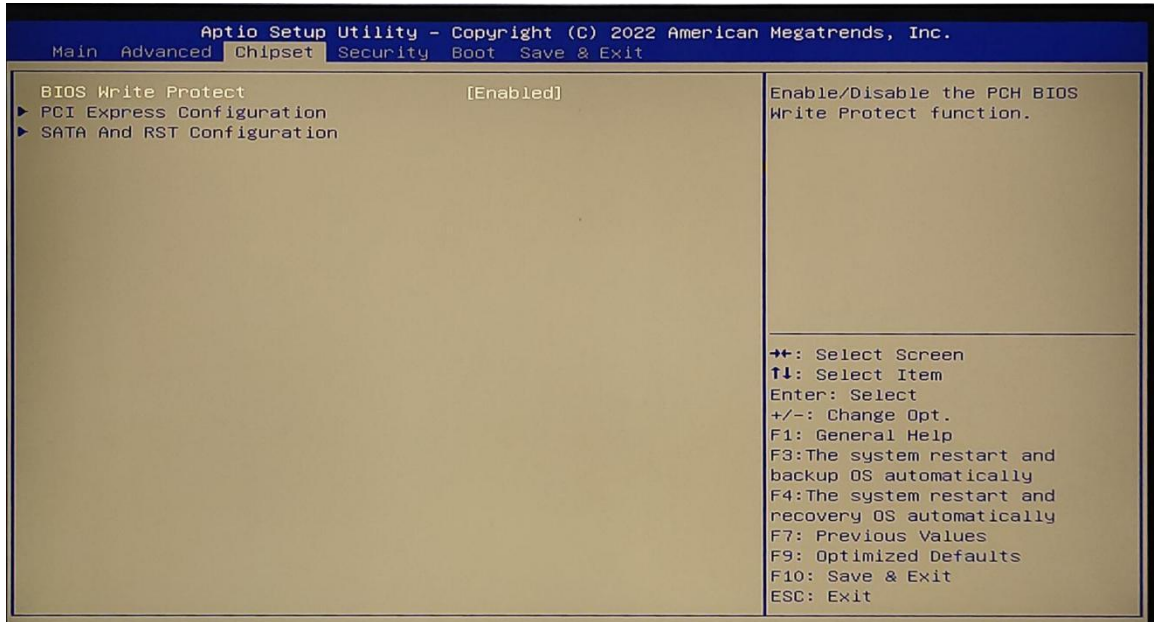 Aptio Setup Utility – Copyright (C) 2022 American Megatrends, Inc.
Main Advanced Chipset Security Boot Save & Exit
BIOS Write Protect [Enabled]
PCI Express Configuration
SATA And RST Configuration
Enable/Disable the PCH BIOS
Write Protect function.
→←: Select Screen
↑↓: Select Item
Enter: Select
+/-: Change Opt.
F1: General Help
F3:The system restart and
backup OS automatically
F4:The system restart and
recovery OS automatically
F7: Previous Values
F9: Optimized Defaults
F10: Save & Exit
ESC: Exit